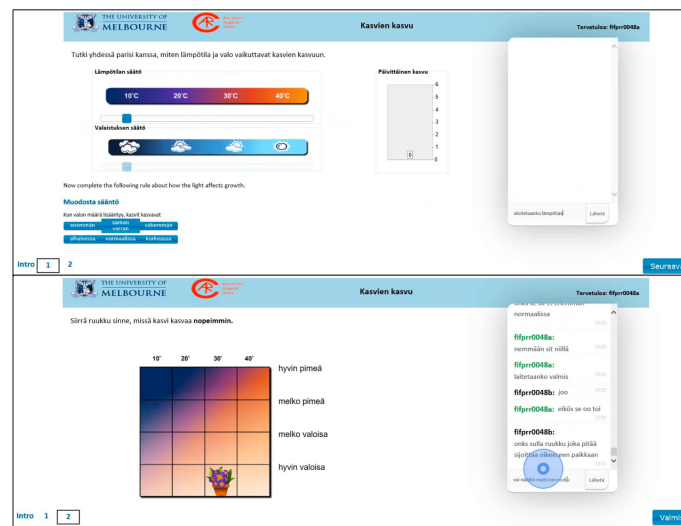 THE UNIVERSITY OF
MELBOURNE
Kasvien kasvu
Tervetuloa: fifprr0048a
Tutki yhdessä parisi kanssa, miten lämpötila ja valo vaikuttavat kasvien kasvuun.
Lämpötilan säätö
10°C 20°C 30°C 40°C
Valaistuksen säätö
Päivittäinen kasvu
6
5
4
3
2
1
0
0
Now complete the following rule about how the light affects growth.
Muodosta sääntö
Kun valon määrä lisääntyy, kasvit kasvavat
enemmän saman verran vähemmän
alhaisessa normaalissa korkeassa
aloitetaanko lämpötilan
Lähetä
Intro 1 2
Seuraava
THE UNIVERSITY OF
MELBOURNE
Kasvien kasvu
Tervetuloa: fifprr0048a
Siirrä ruukku sinne, missä kasvi kasvaa nopeimmin.
10° 20° 30° 40°
hyvin pimeä
melko pimeä
melko valoisa
hyvin valoisa
normaalissa
fifprr0048a:
nemmään sit niillä
fifprr0048a:
laitetaanko valmis
fifprr0048b: joo
fifprr0048a: eikös se oo toi
fifprr0048b:
onks sulla ruukku joka pitää
sijoittaa oikeeseen paikkaan
Lähetä
Intro 1 2
Valmis